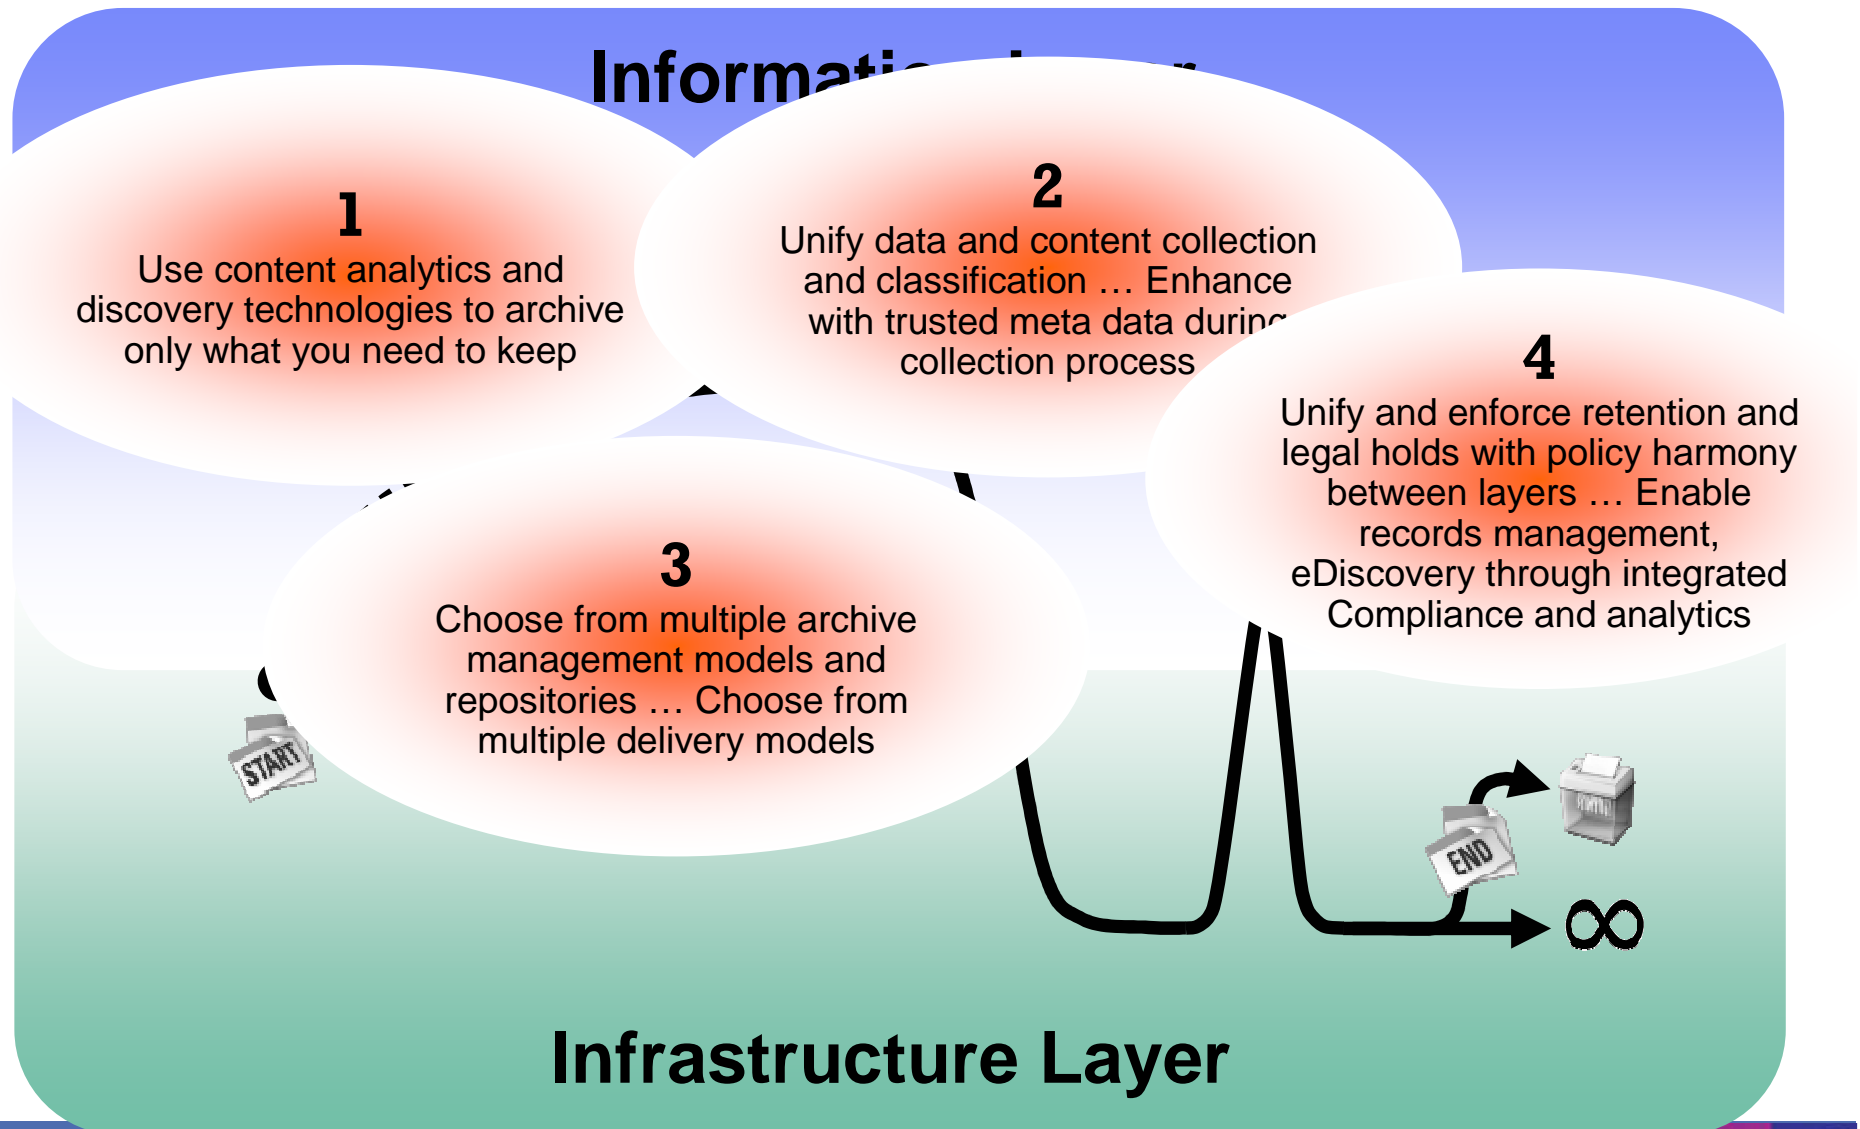 Information Layer
1
Use content analytics and
discovery technologies to archive
only what you need to keep
2
Unify data and content collection
and classification … Enhance
with trusted meta data during
collection process
3
Choose from multiple archive
management models and
repositories … Choose from
multiple delivery models
4
Unify and enforce retention and
legal holds with policy harmony
between layers … Enable
records management,
eDiscovery through integrated
Compliance and analytics
START
END
∞
Infrastructure Layer